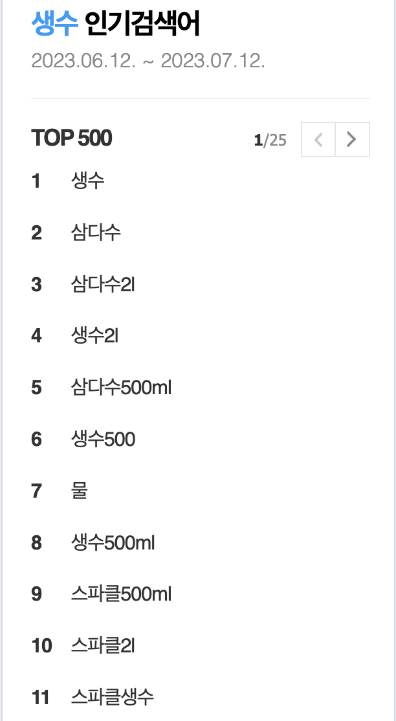 생수 인기검색어
2023.06.12. ~ 2023.07.12.
TOP 500 1/25
1 생수
2 삼다수
3 삼다수2l
4 생수2l
5 삼다수500ml
6 생수500
7 물
8 생수500ml
9 스파클500ml
10 스파클2l
11 스파클생수